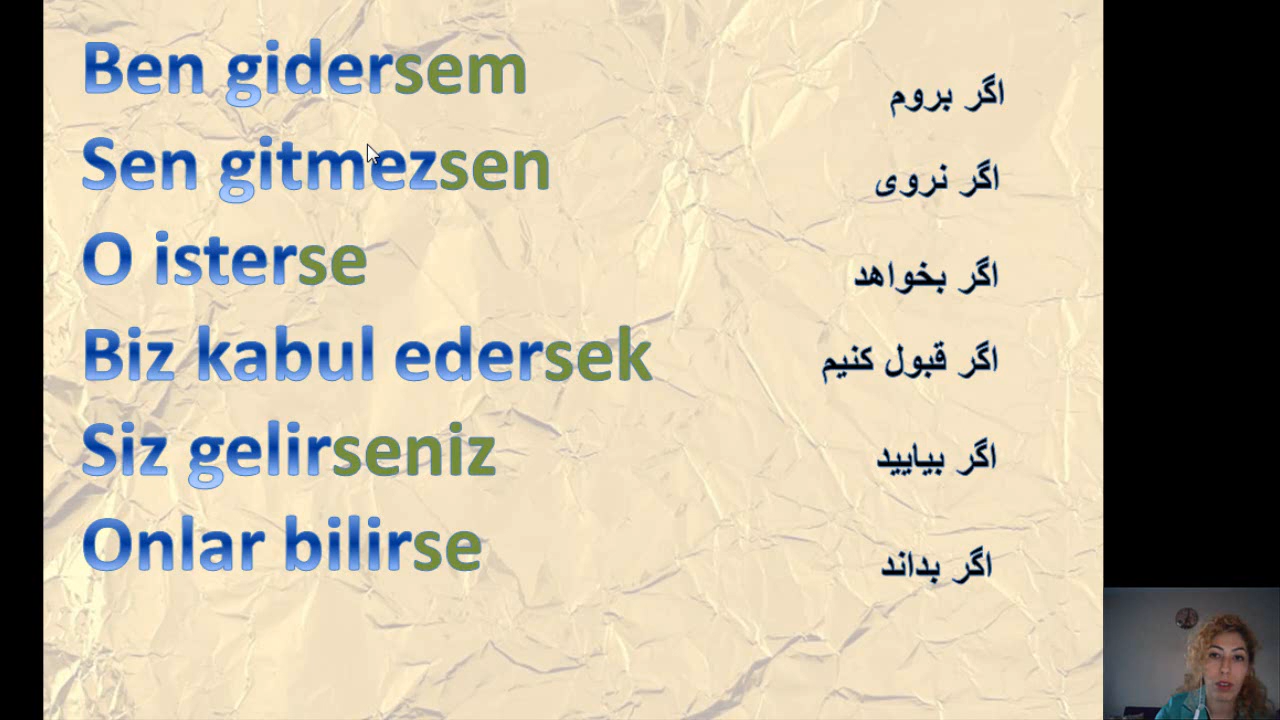 Ben gidersem اگر بروم
Sen gitmezsen اگر نروی
O isterse اگر بخواهد
Biz kabul edersek اگر قبول کنیم
Siz gelirseniz اگر بیایید
Onlar bilirse اگر بداند